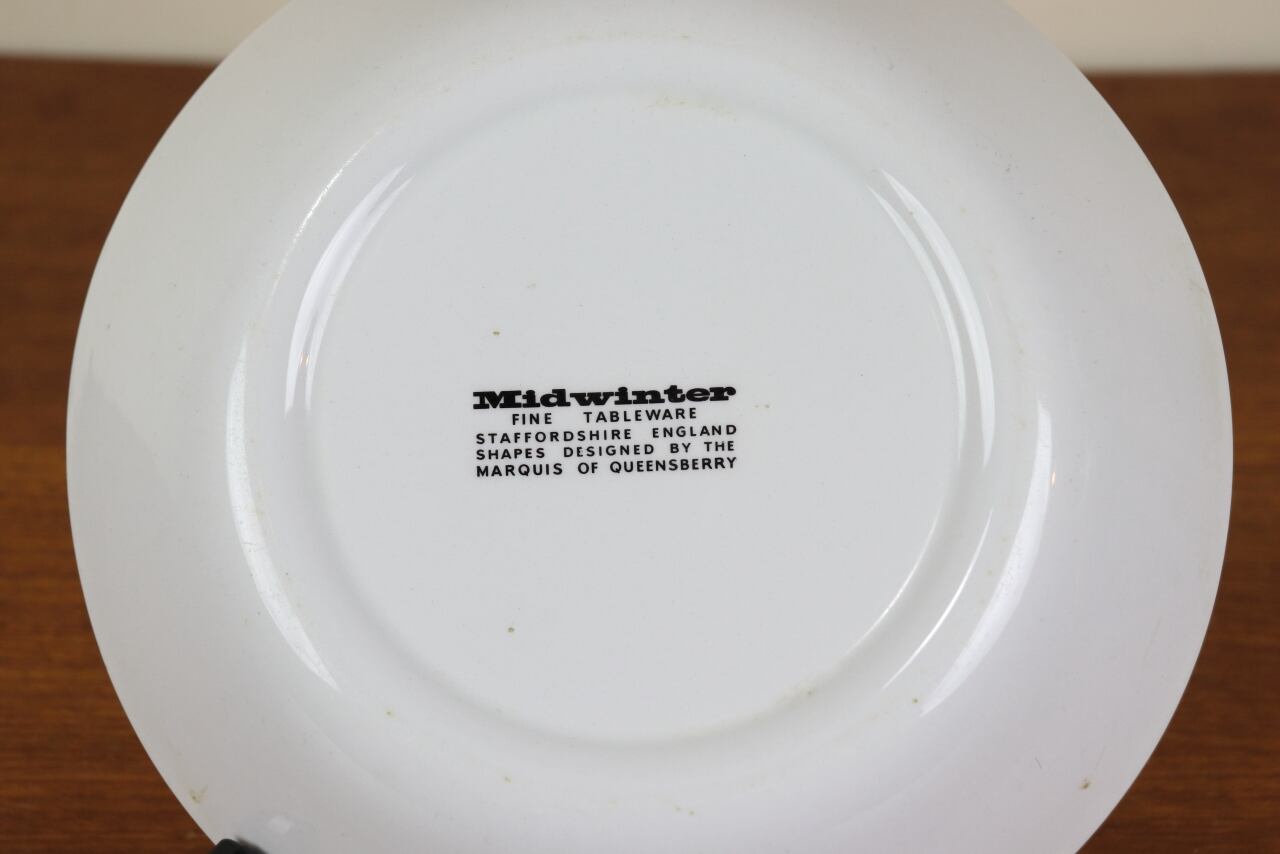 Midwinter
FINE TABLEWARE
STAFFORDSHIRE ENGLAND
SHAPES DESIGNED BY THE
MARQUIS OF QUEENSBERRY